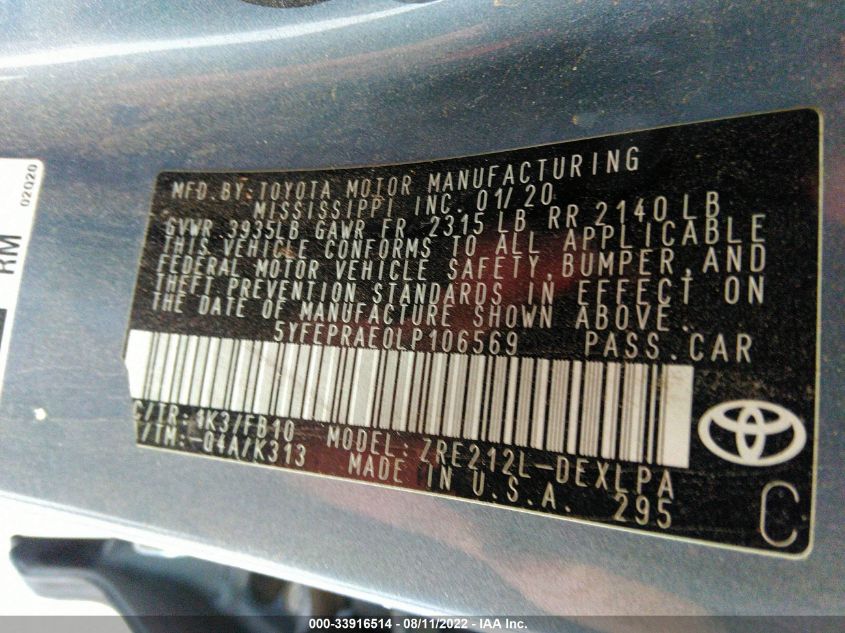 02020
RM
MFD. BY: TOYOTA MOTOR MANUFACTURING
MISSISSIPPI INC. 01/20
GVWR 3935LB GAWR FR 2315 LB RR 2140 LB
THIS VEHICLE CONFORMS TO ALL APPLICABLE
FEDERAL MOTOR VEHICLE SAFETY, BUMPER, AND
THEFT PREVENTION STANDARDS IN EFFECT ON
THE DATE OF MANUFACTURE SHOWN ABOVE.
5YFEPRAE0LP106569 PASS. CAR
C/TR: 1K3/FB10 MODEL: ZRE212L-DEXLPA
/TM: -04A/K313 MADE IN U.S.A. 295
C
000-33916514 - 08/11/2022 - IAA Inc.